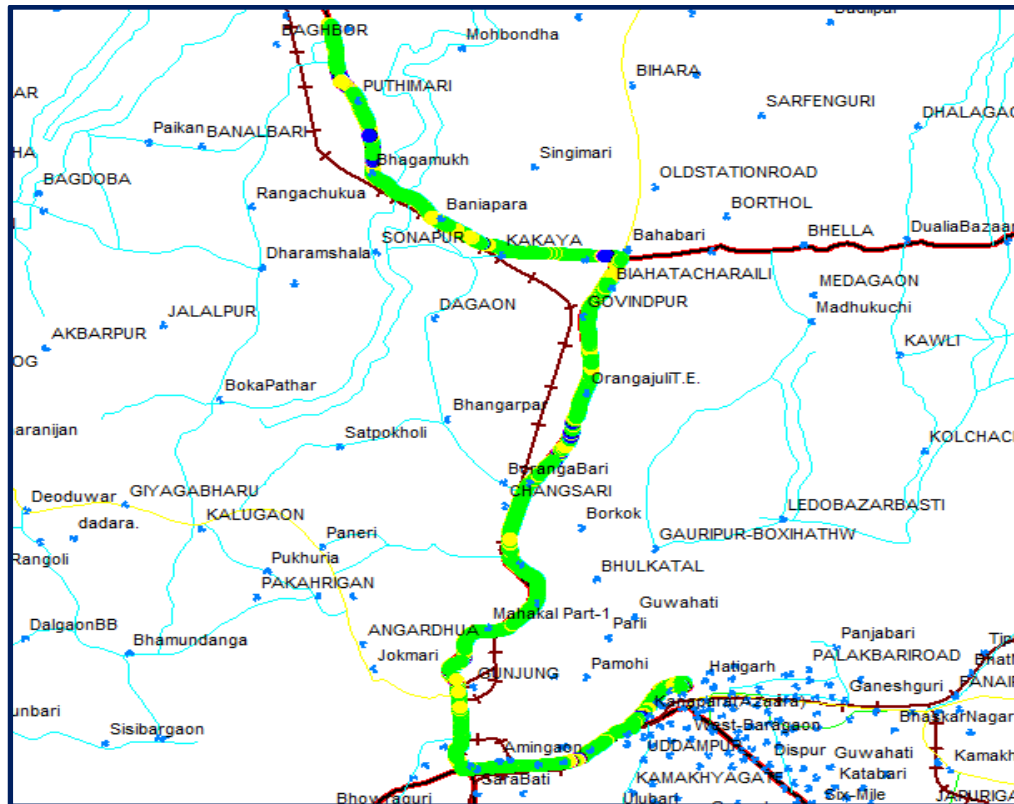 BAGHBOR
Mohbondha
BIHARA
PUTHIMARI
SARFENGURI
AR
DHALAGAO
Paikan
BANALBARI
HA
Bhagamukh
Singimari
BAGDOBA
Rangachukua
OLDSTATIONROAD
Baniapara
BORTHOL
SONAPUR
KAKAYA
Bahabari
BHELLA
DualiaBazaar
Dharamshala
BIAHATACHARAILI
DAGAON
GOVINDPUR
MEDAGAON
Madhukuchi
JALALPUR
AKBARPUR
KAWLI
OG
BokaPathar
OrangajuliT.E.
Bhangarpar
aranijan
Satpokholi
KOLCHACH
BorangaBari
CHANGSARI
Deoduwar
GIYAGABHARU
LEDOBAZARBASTI
dadara.
KALUGAON
Borkok
Paneri
GAURIPUR-BOXIHATHW
Rangoli
Pukhuria
BHULKATAL
PAKAHRIGAN
Guwahati
Mahakal Part-1
DalgaonBB
Bhamundanga
ANGARDHUA
Parli
Panjabari
PALAKBARIROAD
Jokmari
GUNJUNG
Pamohi
Hatigarh
Ganeshguri
unbari
Sisibargaon
West-Baragaon
BhaskarNagar
Amingaon
UDDAMPUR
Dispur
Guwahati
Kamakh
SaraBati
KAMAKHYAGATE
Katabari
Bhowraguri
Ulubari
Six-Mile
JAPURIGA